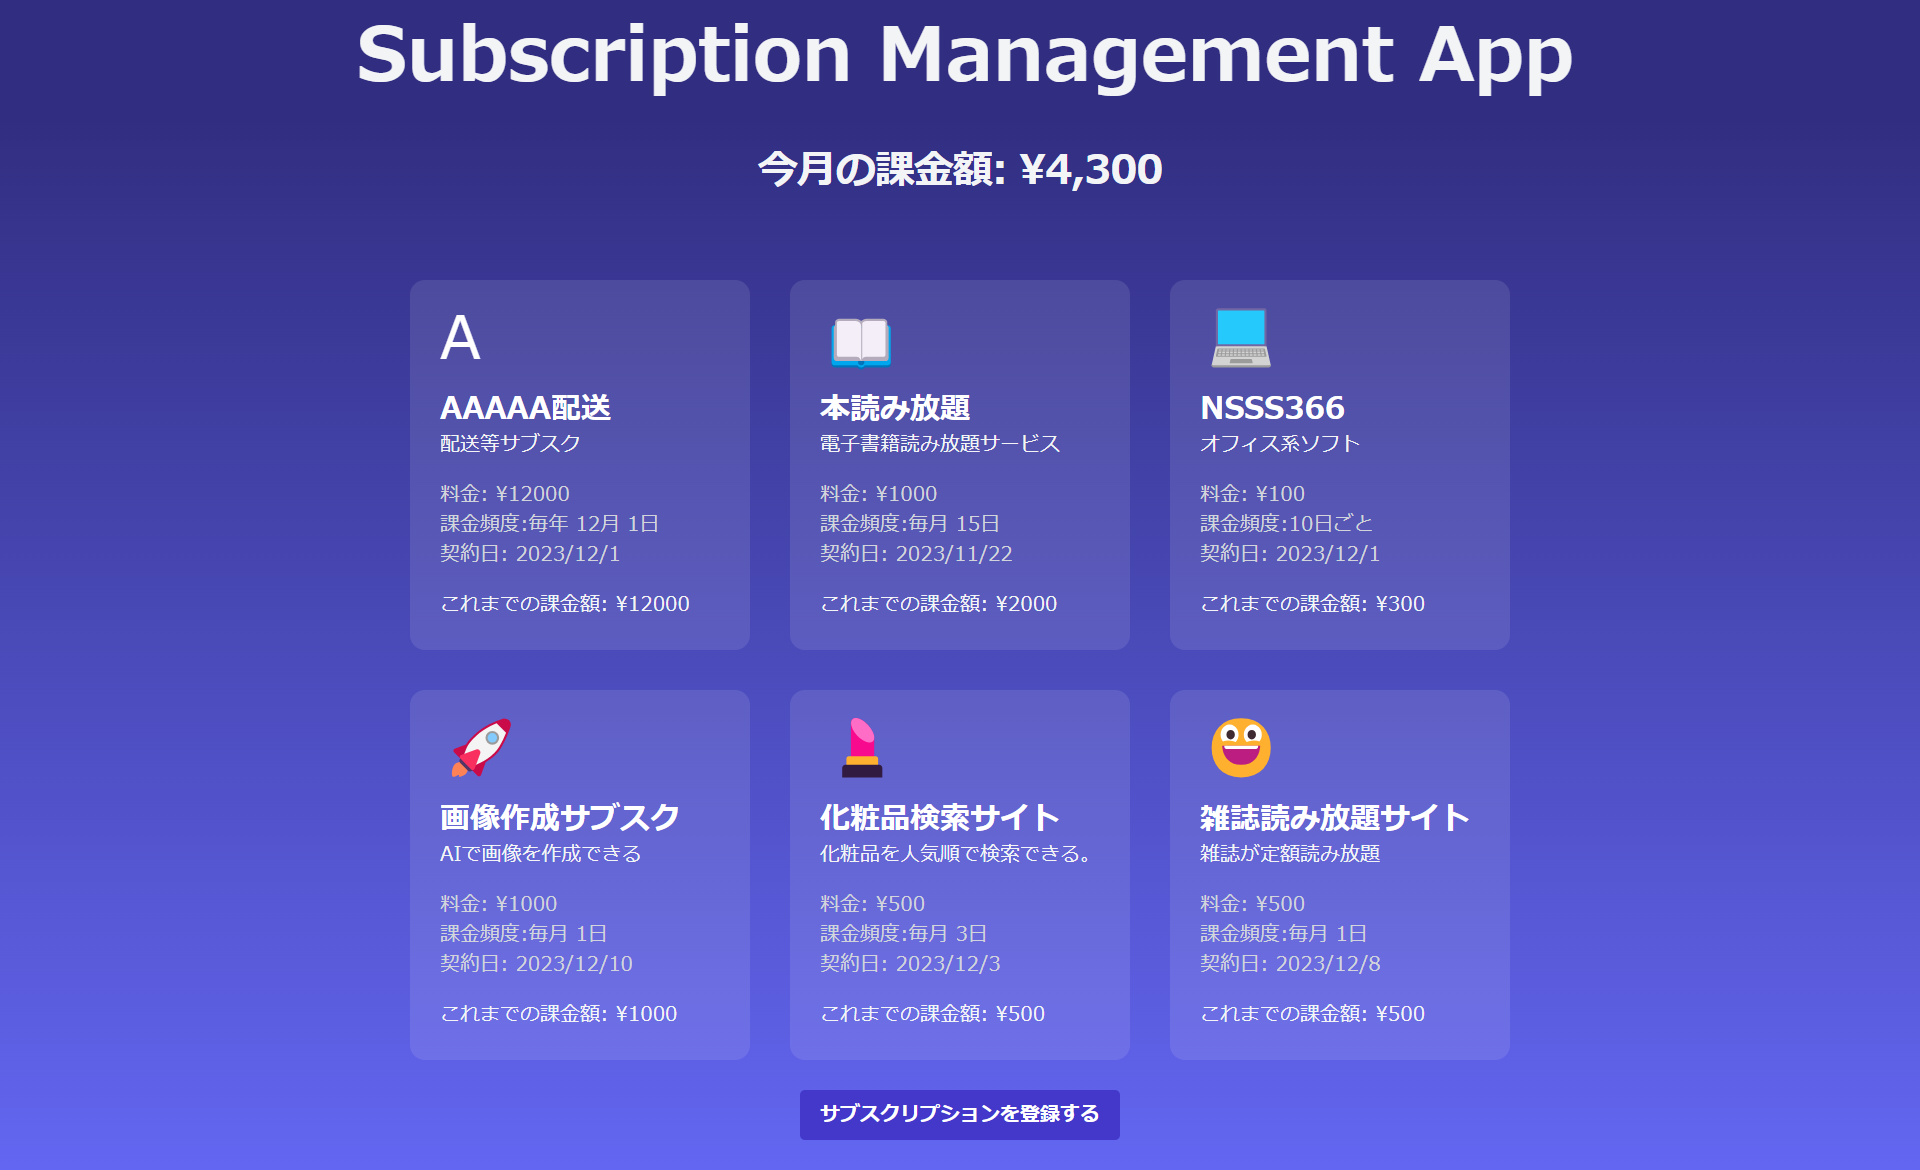 Subscription Management App
今月の課金額: ¥4,300
A
AAAAA配送
配送等サブスク
料金: ¥12000
課金頻度:毎年 12月 1日
契約日: 2023/12/1
これまでの課金額: ¥12000
本読み放題
電子書籍読み放題サービス
料金: ¥1000
課金頻度:毎月 15日
契約日: 2023/11/22
これまでの課金額: ¥2000
NSSS366
オフィス系ソフト
料金: ¥100
課金頻度:10日ごと
契約日: 2023/12/1
これまでの課金額: ¥300
画像作成サブスク
AIで画像を作成できる
料金: ¥1000
課金頻度:毎月 1日
契約日: 2023/12/10
これまでの課金額: ¥1000
化粧品検索サイト
化粧品を人気順で検索できる。
料金: ¥500
課金頻度:毎月 3日
契約日: 2023/12/3
これまでの課金額: ¥500
雑誌読み放題サイト
雑誌が定額読み放題
料金: ¥500
課金頻度:毎月 1日
契約日: 2023/12/8
これまでの課金額: ¥500
サブスクリプションを登録する